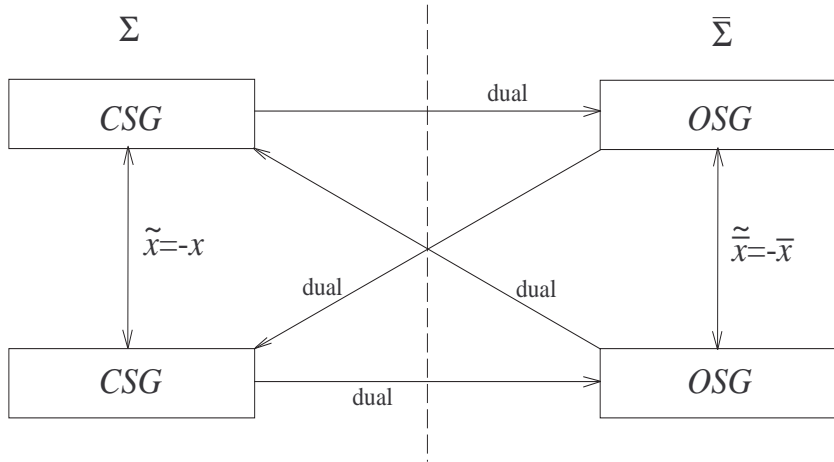 Σ Σ̅
dual
CSG OSG
x̃=-x x̅̃=-x̅
dual dual
CSG OSG
dual